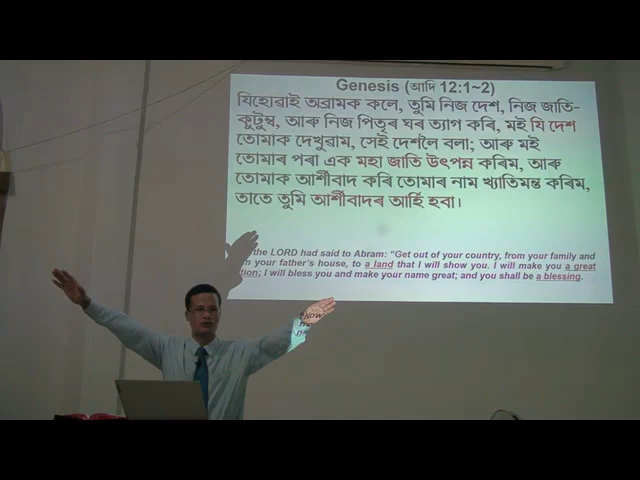 Genesis (আদি 12:1~2)
যিহোৱাই অব্ৰামক কলে, তুমি নিজ দেশ, নিজ জাতি-
কুটুম্ব, আৰু নিজ পিতৃৰ ঘৰ ত্যাগ কৰি, মই যি দেশ
তোমাক দেখুৱাম, সেই দেশলৈ বলা; আৰু মই
তোমাৰ পৰা এক মহা জাতি উৎপন্ন কৰিম, আৰু
তোমাক আৰ্শীবাদ কৰি তোমাৰ নাম খ্যাতিমন্ত কৰিম,
তাতে তুমি আৰ্শীবাদৰ আৰ্হি হবা।
Now the LORD had said to Abram: “Get out of your country, from your family and
your father’s house, to a land that I will show you. I will make you a great
I will bless you and make your name great; and you shall be a blessing.